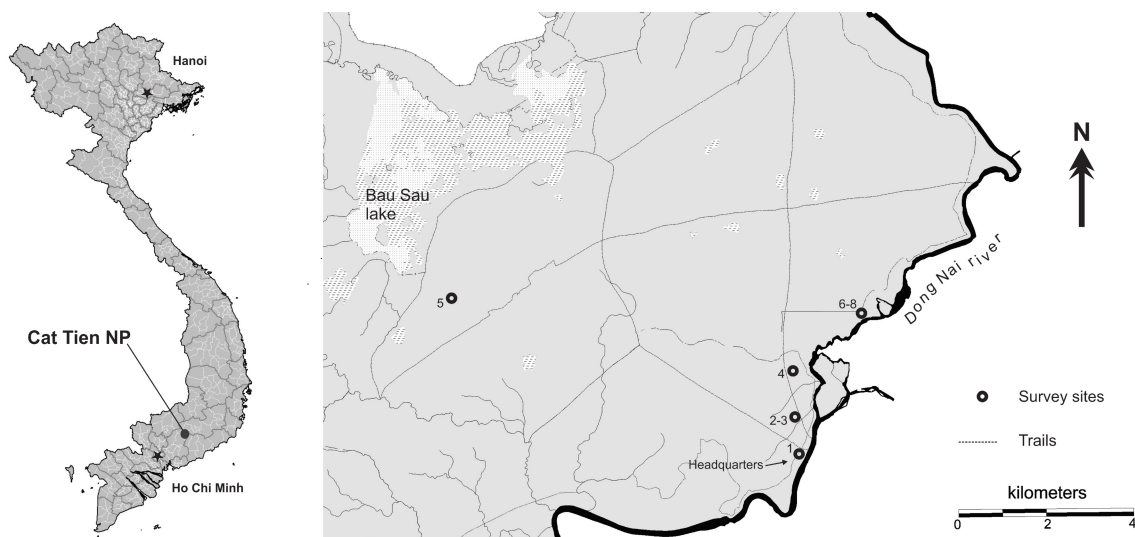 Hanoi
Cat Tien NP
Ho Chi Minh
Bau Sau
lake
5
6-8
Dong Nai river
4
2-3
1
Headquarters
N
Survey sites
Trails
kilometers
0 2 4